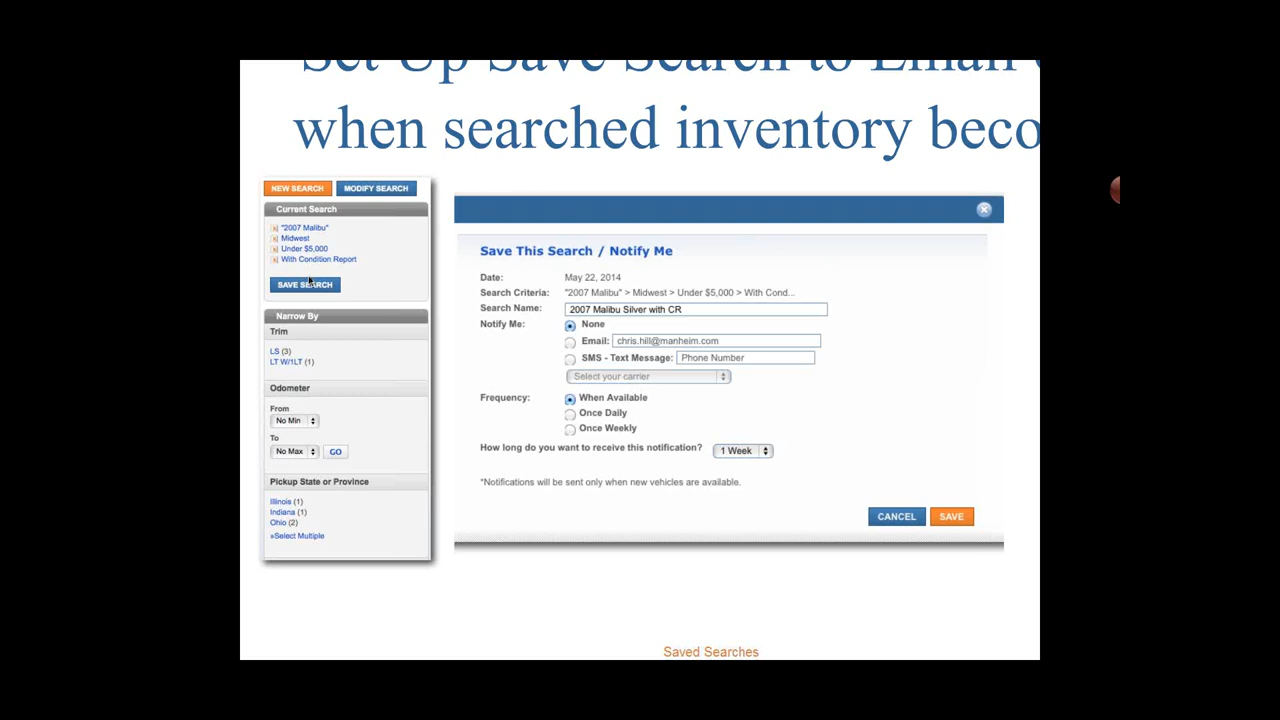 Set Up Save Search to Email
when searched inventory beco
NEW SEARCH MODIFY SEARCH
Current Search
"2007 Malibu"
Midwest
Under $5,000
With Condition Report
SAVE SEARCH
Narrow By
Trim
LS (3)
LT W/1LT (1)
Odometer
From
No Min
To
No Max GO
Pickup State or Province
Illinois (1)
Indiana (1)
Ohio (2)
»Select Multiple
Save This Search / Notify Me
Date: May 22, 2014
Search Criteria: "2007 Malibu" > Midwest > Under $5,000 > With Cond...
Search Name: 2007 Malibu Silver with CR
Notify Me: None
Email: chris.hill@manheim.com
SMS - Text Message: Phone Number
Select your carrier
Frequency: When Available
Once Daily
Once Weekly
How long do you want to receive this notification? 1 Week
*Notifications will be sent only when new vehicles are available.
CANCEL SAVE
Saved Searches